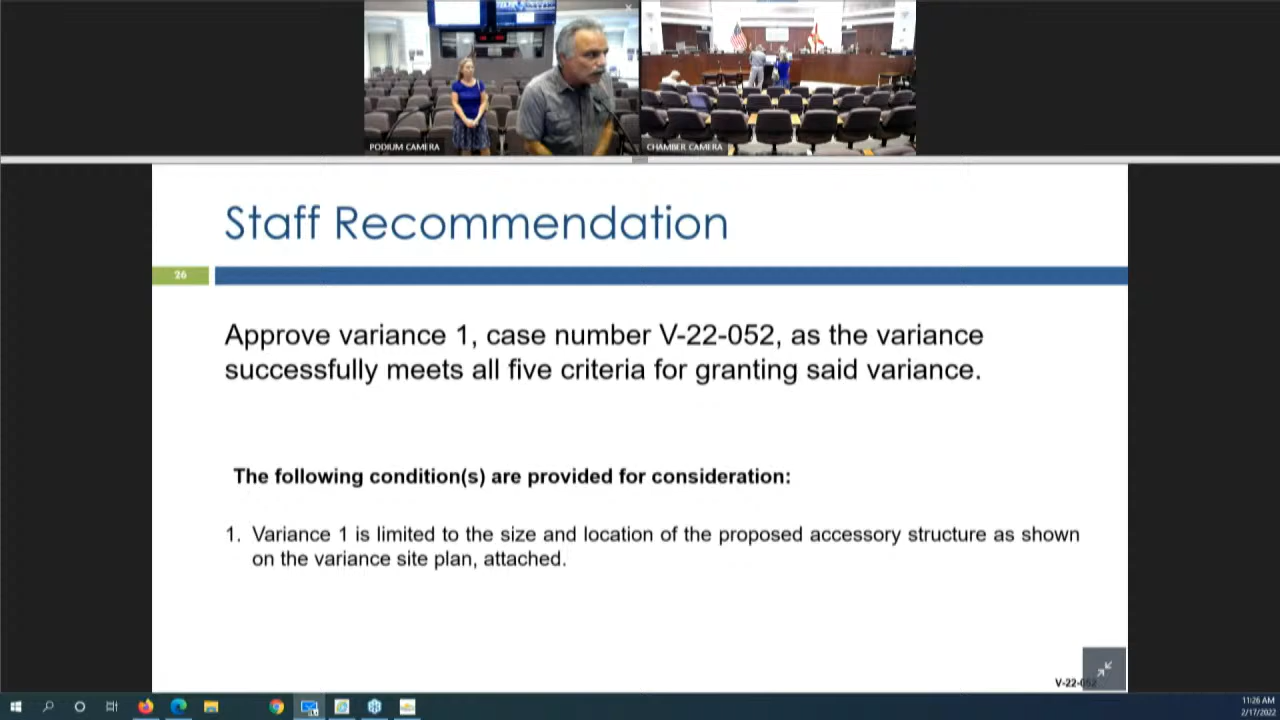 PODIUM CAMERA
CHAMBER CAMERA
Staff Recommendation
26
Approve variance 1, case number V-22-052, as the variance
successfully meets all five criteria for granting said variance.
The following condition(s) are provided for consideration:
1. Variance 1 is limited to the size and location of the proposed accessory structure as shown
on the variance site plan, attached.
V-22-052
11:26 AM
2/17/2022